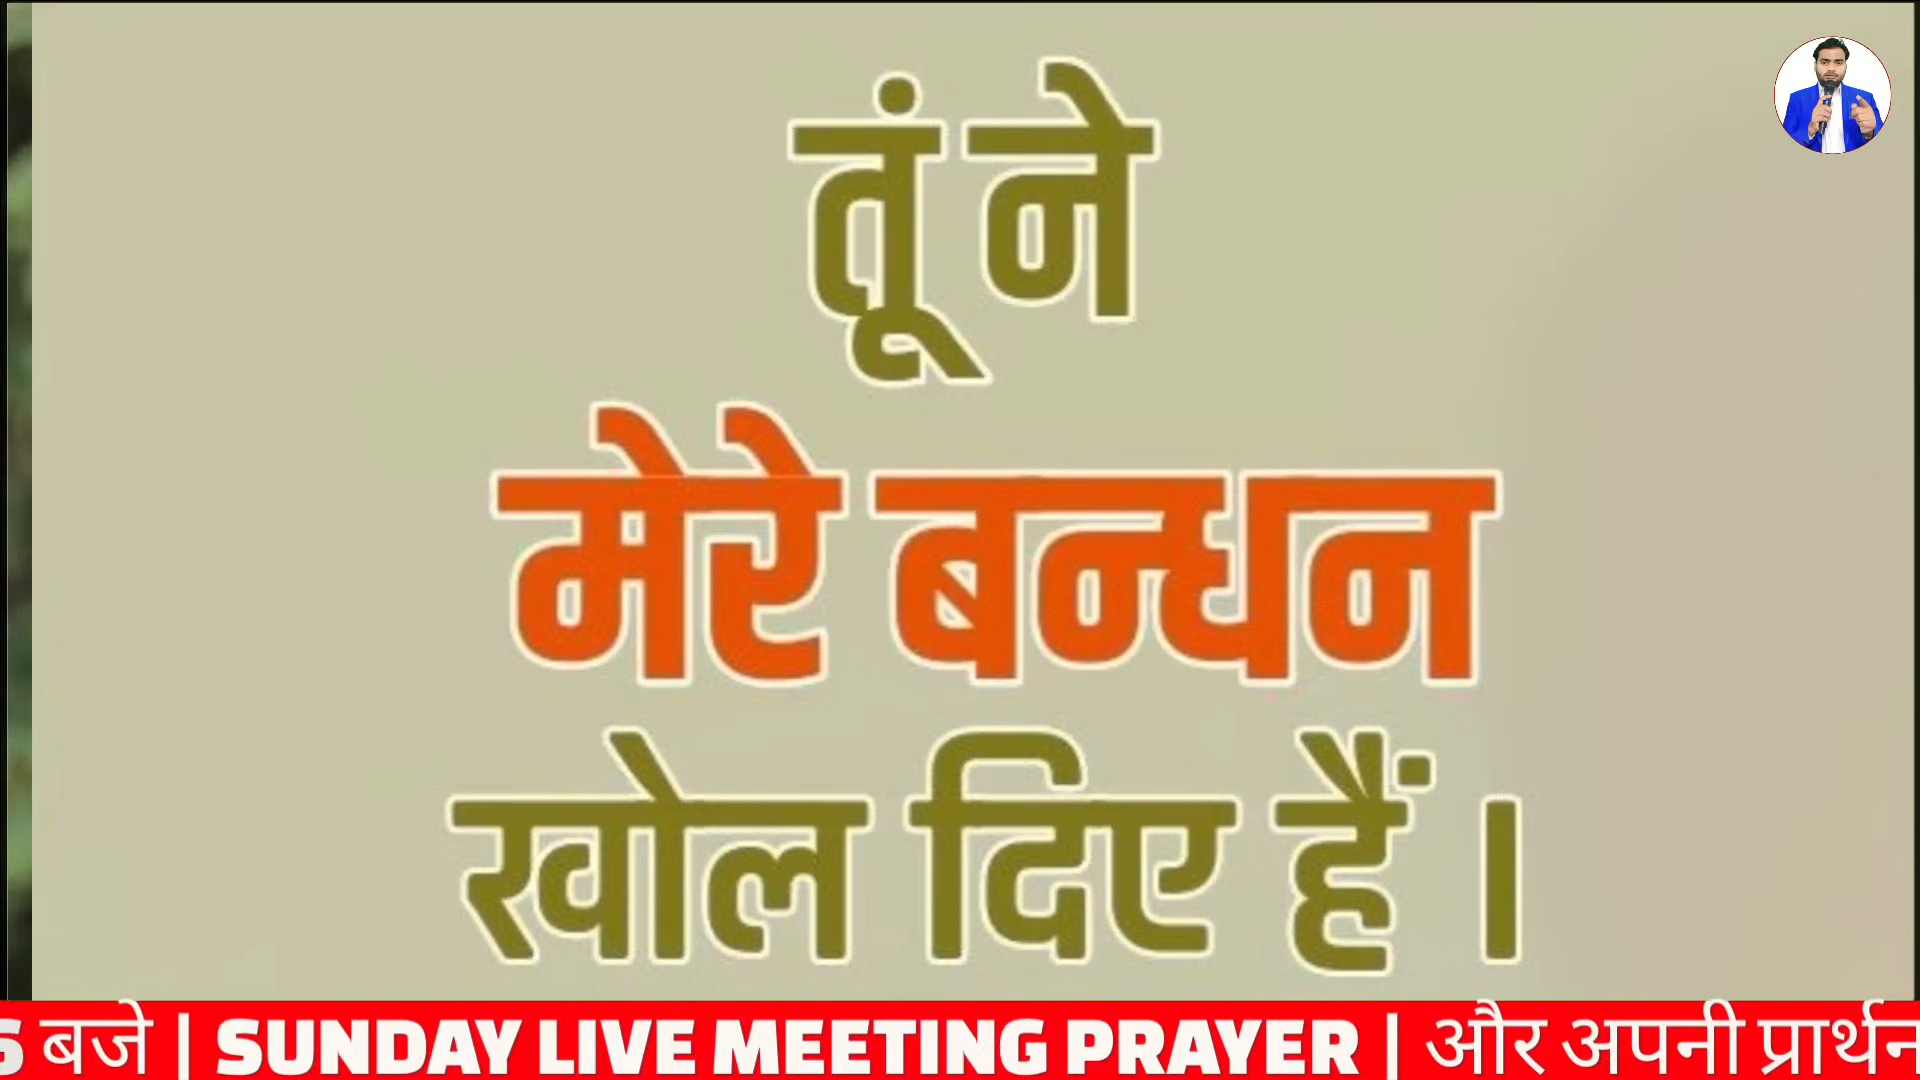 तूं ने
मेरे बन्धन
खोल दिए हैं ।
बजे | SUNDAY LIVE MEETING PRAYER | और अपनी